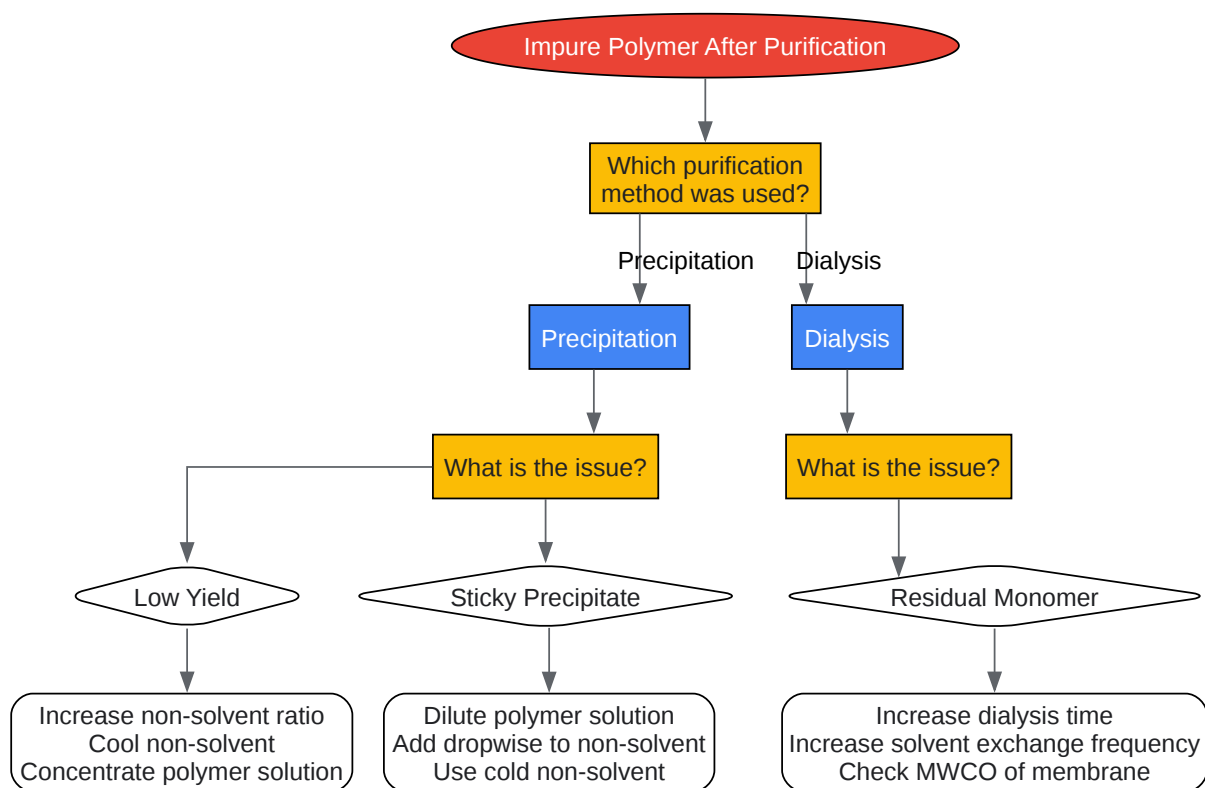 Impure Polymer After Purification
Which purification
method was used?
Precipitation
Dialysis
Precipitation
Dialysis
What is the issue?
What is the issue?
Low Yield
Sticky Precipitate
Residual Monomer
Increase non-solvent ratio
Cool non-solvent
Concentrate polymer solution
Dilute polymer solution
Add dropwise to non-solvent
Use cold non-solvent
Increase dialysis time
Increase solvent exchange frequency
Check MWCO of membrane